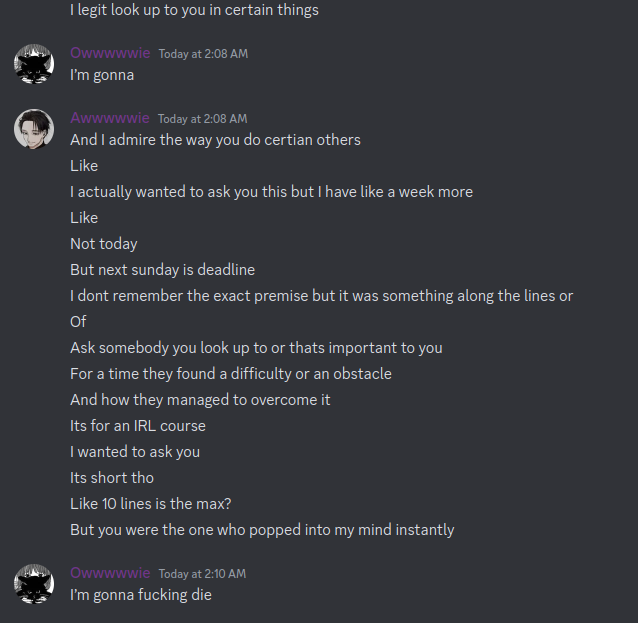 I legit look up to you in certain things
Owwwwwie Today at 2:08 AM
I'm gonna
Awwwwwie Today at 2:08 AM
And I admire the way you do certian others
Like
I actually wanted to ask you this but I have like a week more
Like
Not today
But next sunday is deadline
I dont remember the exact premise but it was something along the lines or
Of
Ask somebody you look up to or thats important to you
For a time they found a difficulty or an obstacle
And how they managed to overcome it
Its for an IRL course
I wanted to ask you
Its short tho
Like 10 lines is the max?
But you were the one who popped into my mind instantly
Owwwwwie Today at 2:10 AM
I'm gonna fucking die